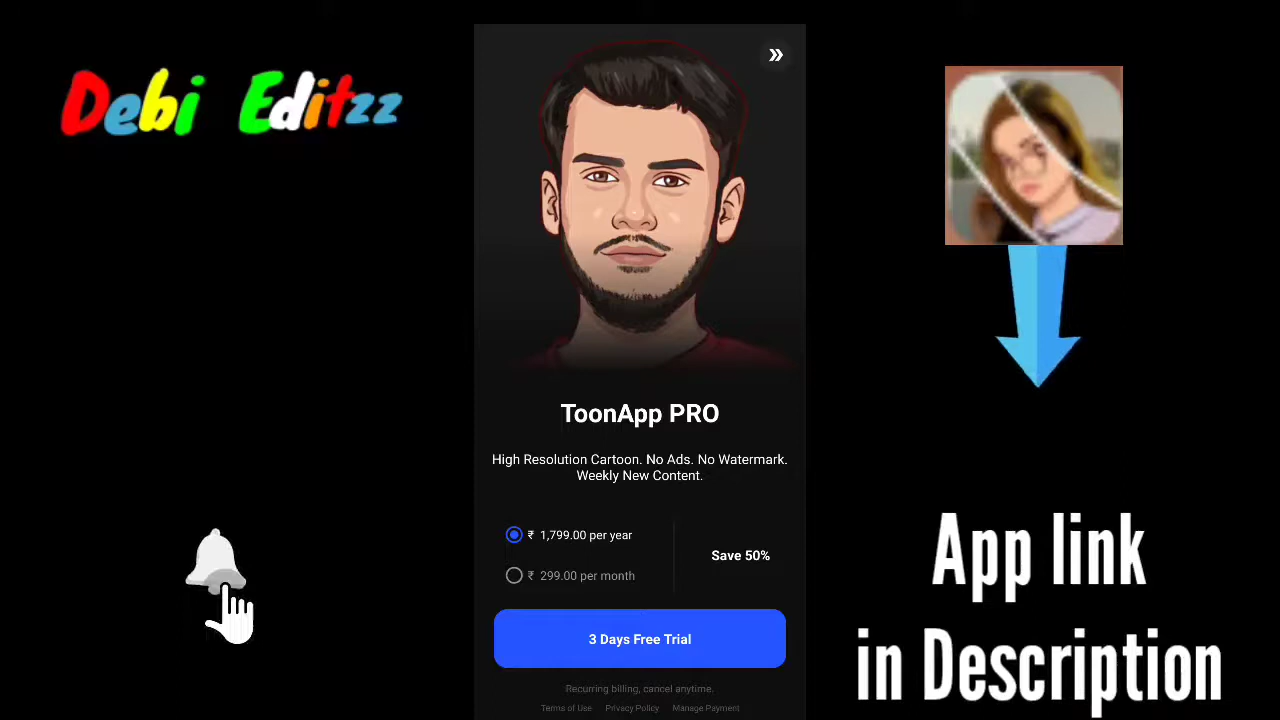 Debi Editzz
ToonApp PRO
High Resolution Cartoon. No Ads. No Watermark.
Weekly New Content.
₹ 1,799.00 per year
₹ 299.00 per month
Save 50%
3 Days Free Trial
Recurring billing, cancel anytime.
Terms of Use Privacy Policy Manage Payment
App link
in Description